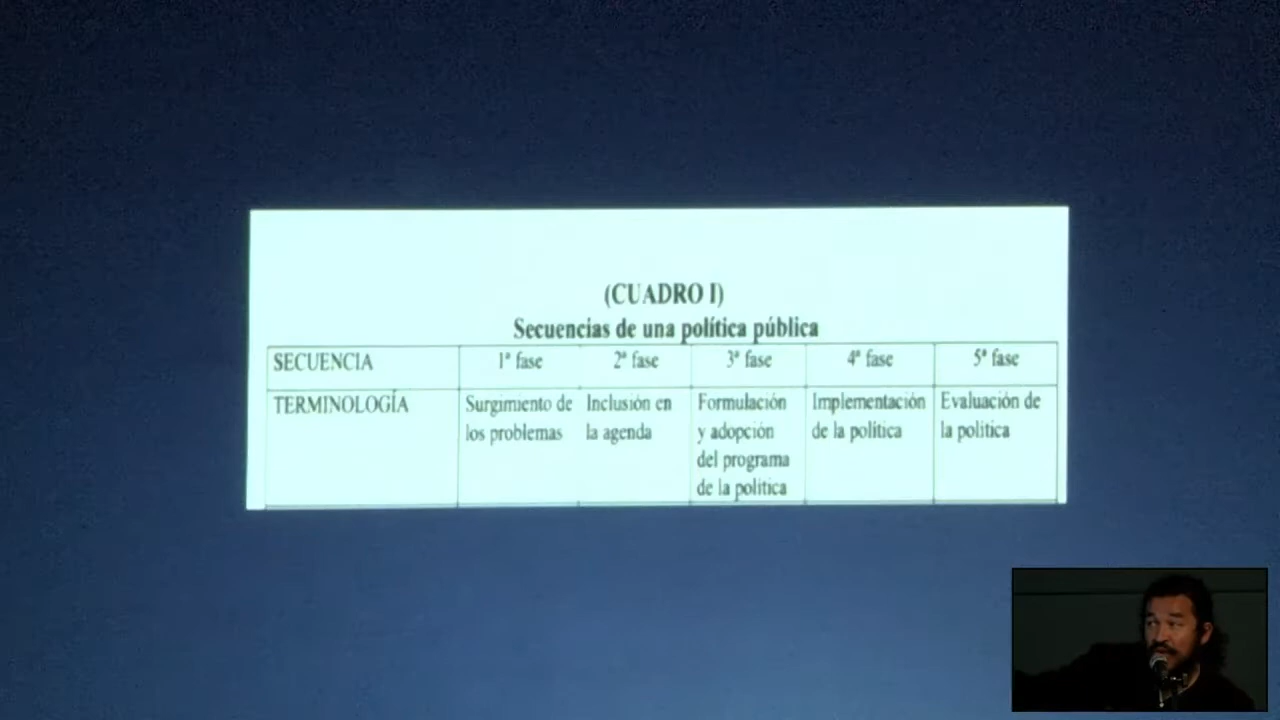 (CUADRO I)
Secuencias de una política pública
SECUENCIA 1ª fase 2ª fase 3ª fase 4ª fase 5ª fase
TERMINOLOGÍA Surgimiento de Inclusión en Formulación Implementación Evaluación de
los problemas la agenda y adopción de la política la política
del programa
de la política